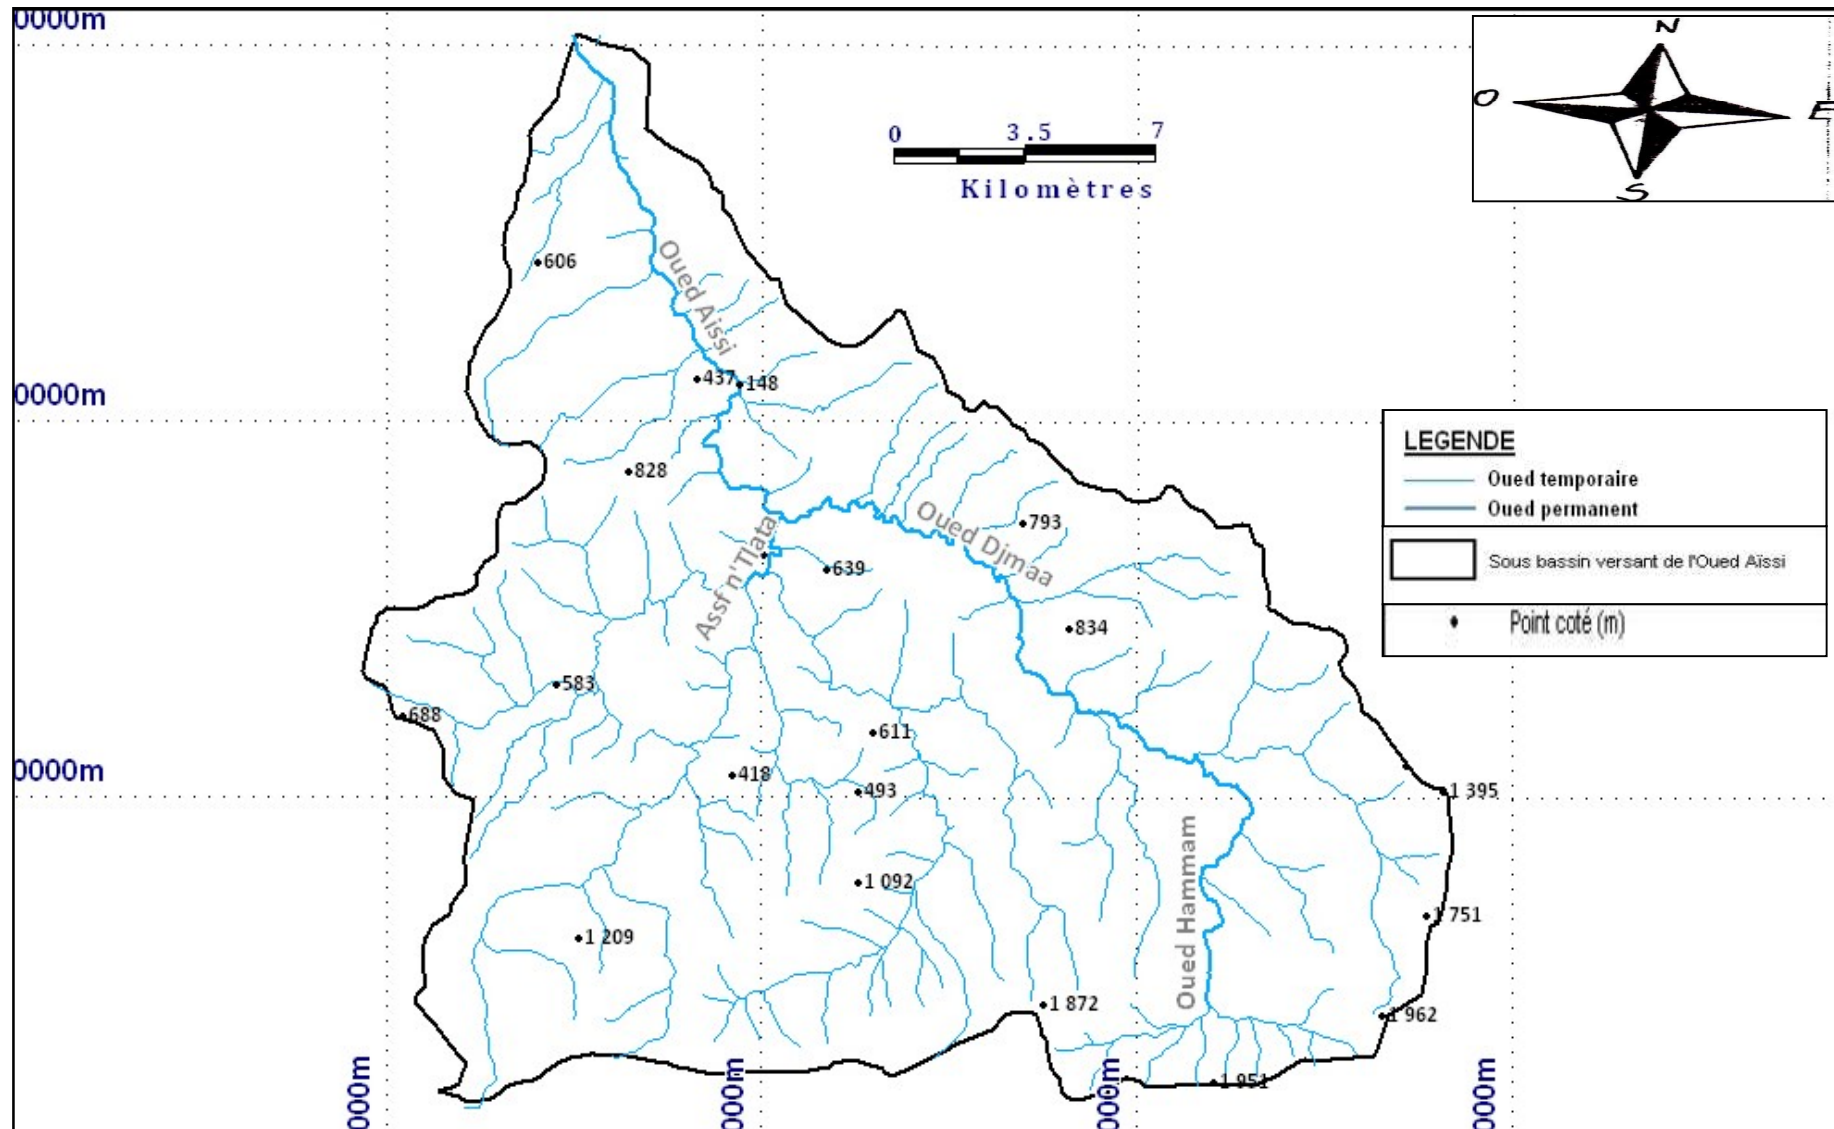 0000m
N
O
E
S
0 3.5 7
Kilomètres
606
Oued Aissi
437
148
0000m
LEGENDE
Oued temporaire
Oued permanent
Sous bassin versant de l'Oued Aïssi
Point coté (m)
828
Oued Djmaa
793
Assf n'Tlata
639
834
583
688
611
418
493
0000m
1 395
Oued Hammam
1 092
1 751
1 209
1 872
1 962
1 951
000m
000m
000m
000m